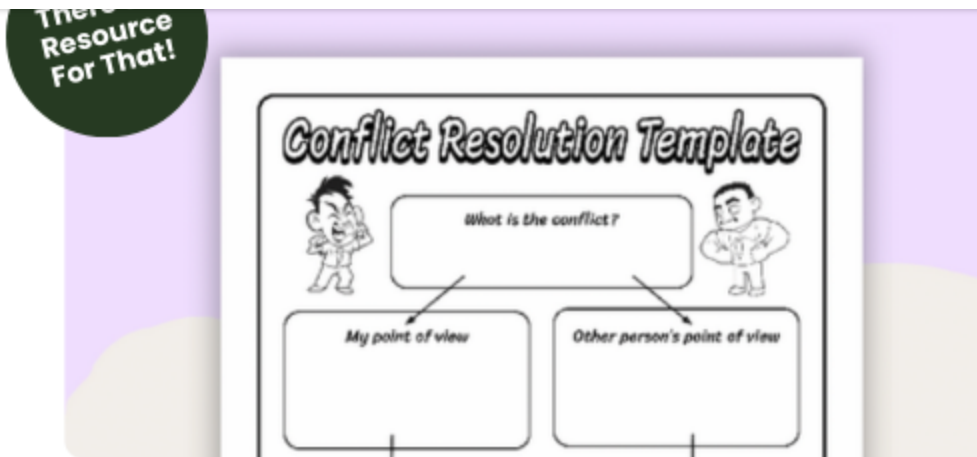 There's a
Resource
For That!
Conflict Resolution Template
What is the conflict?
My point of view
Other person's point of view